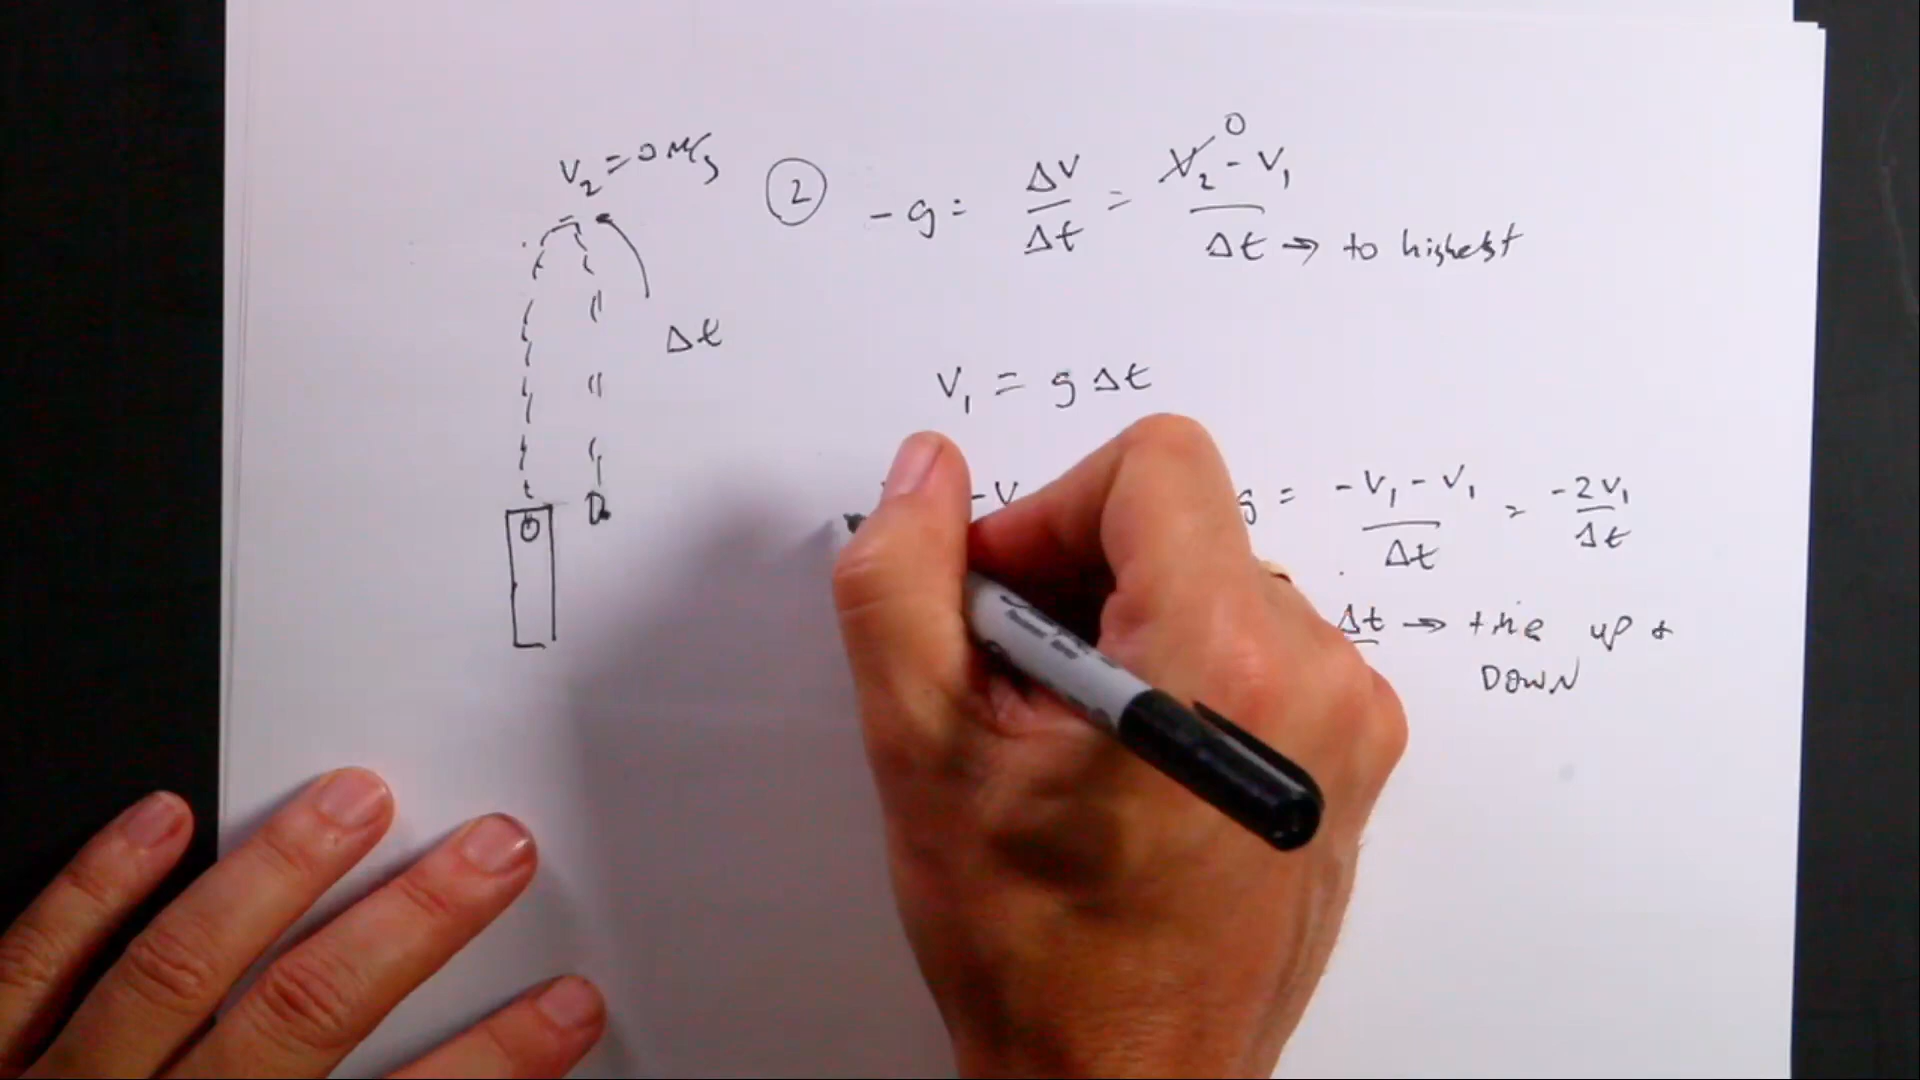 V₂ = 0 m/s
② -g = ΔV/Δt = (V₂ - V₁)/Δt → to highest
0
Δt
V₁ = g Δt
g = (-V₁ - V₁)/Δt = -2V₁/Δt
Δt → time up +
DOWN